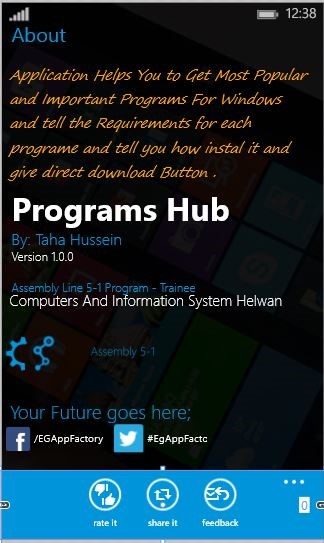 12:38
About
Application Helps You to Get Most Popular
and Important Programs For Windows
and tell the Requirements for each
programe and tell you how instal it and
give direct download Button .
Programs Hub
By: Taha Hussein
Version 1.0.0
Assembly Line 5-1 Program - Trainee
Computers And Information System Helwan
Assembly 5-1
Your Future goes here;
/EGAppFactory
#EgAppFacto
rate it
share it
feedback
0